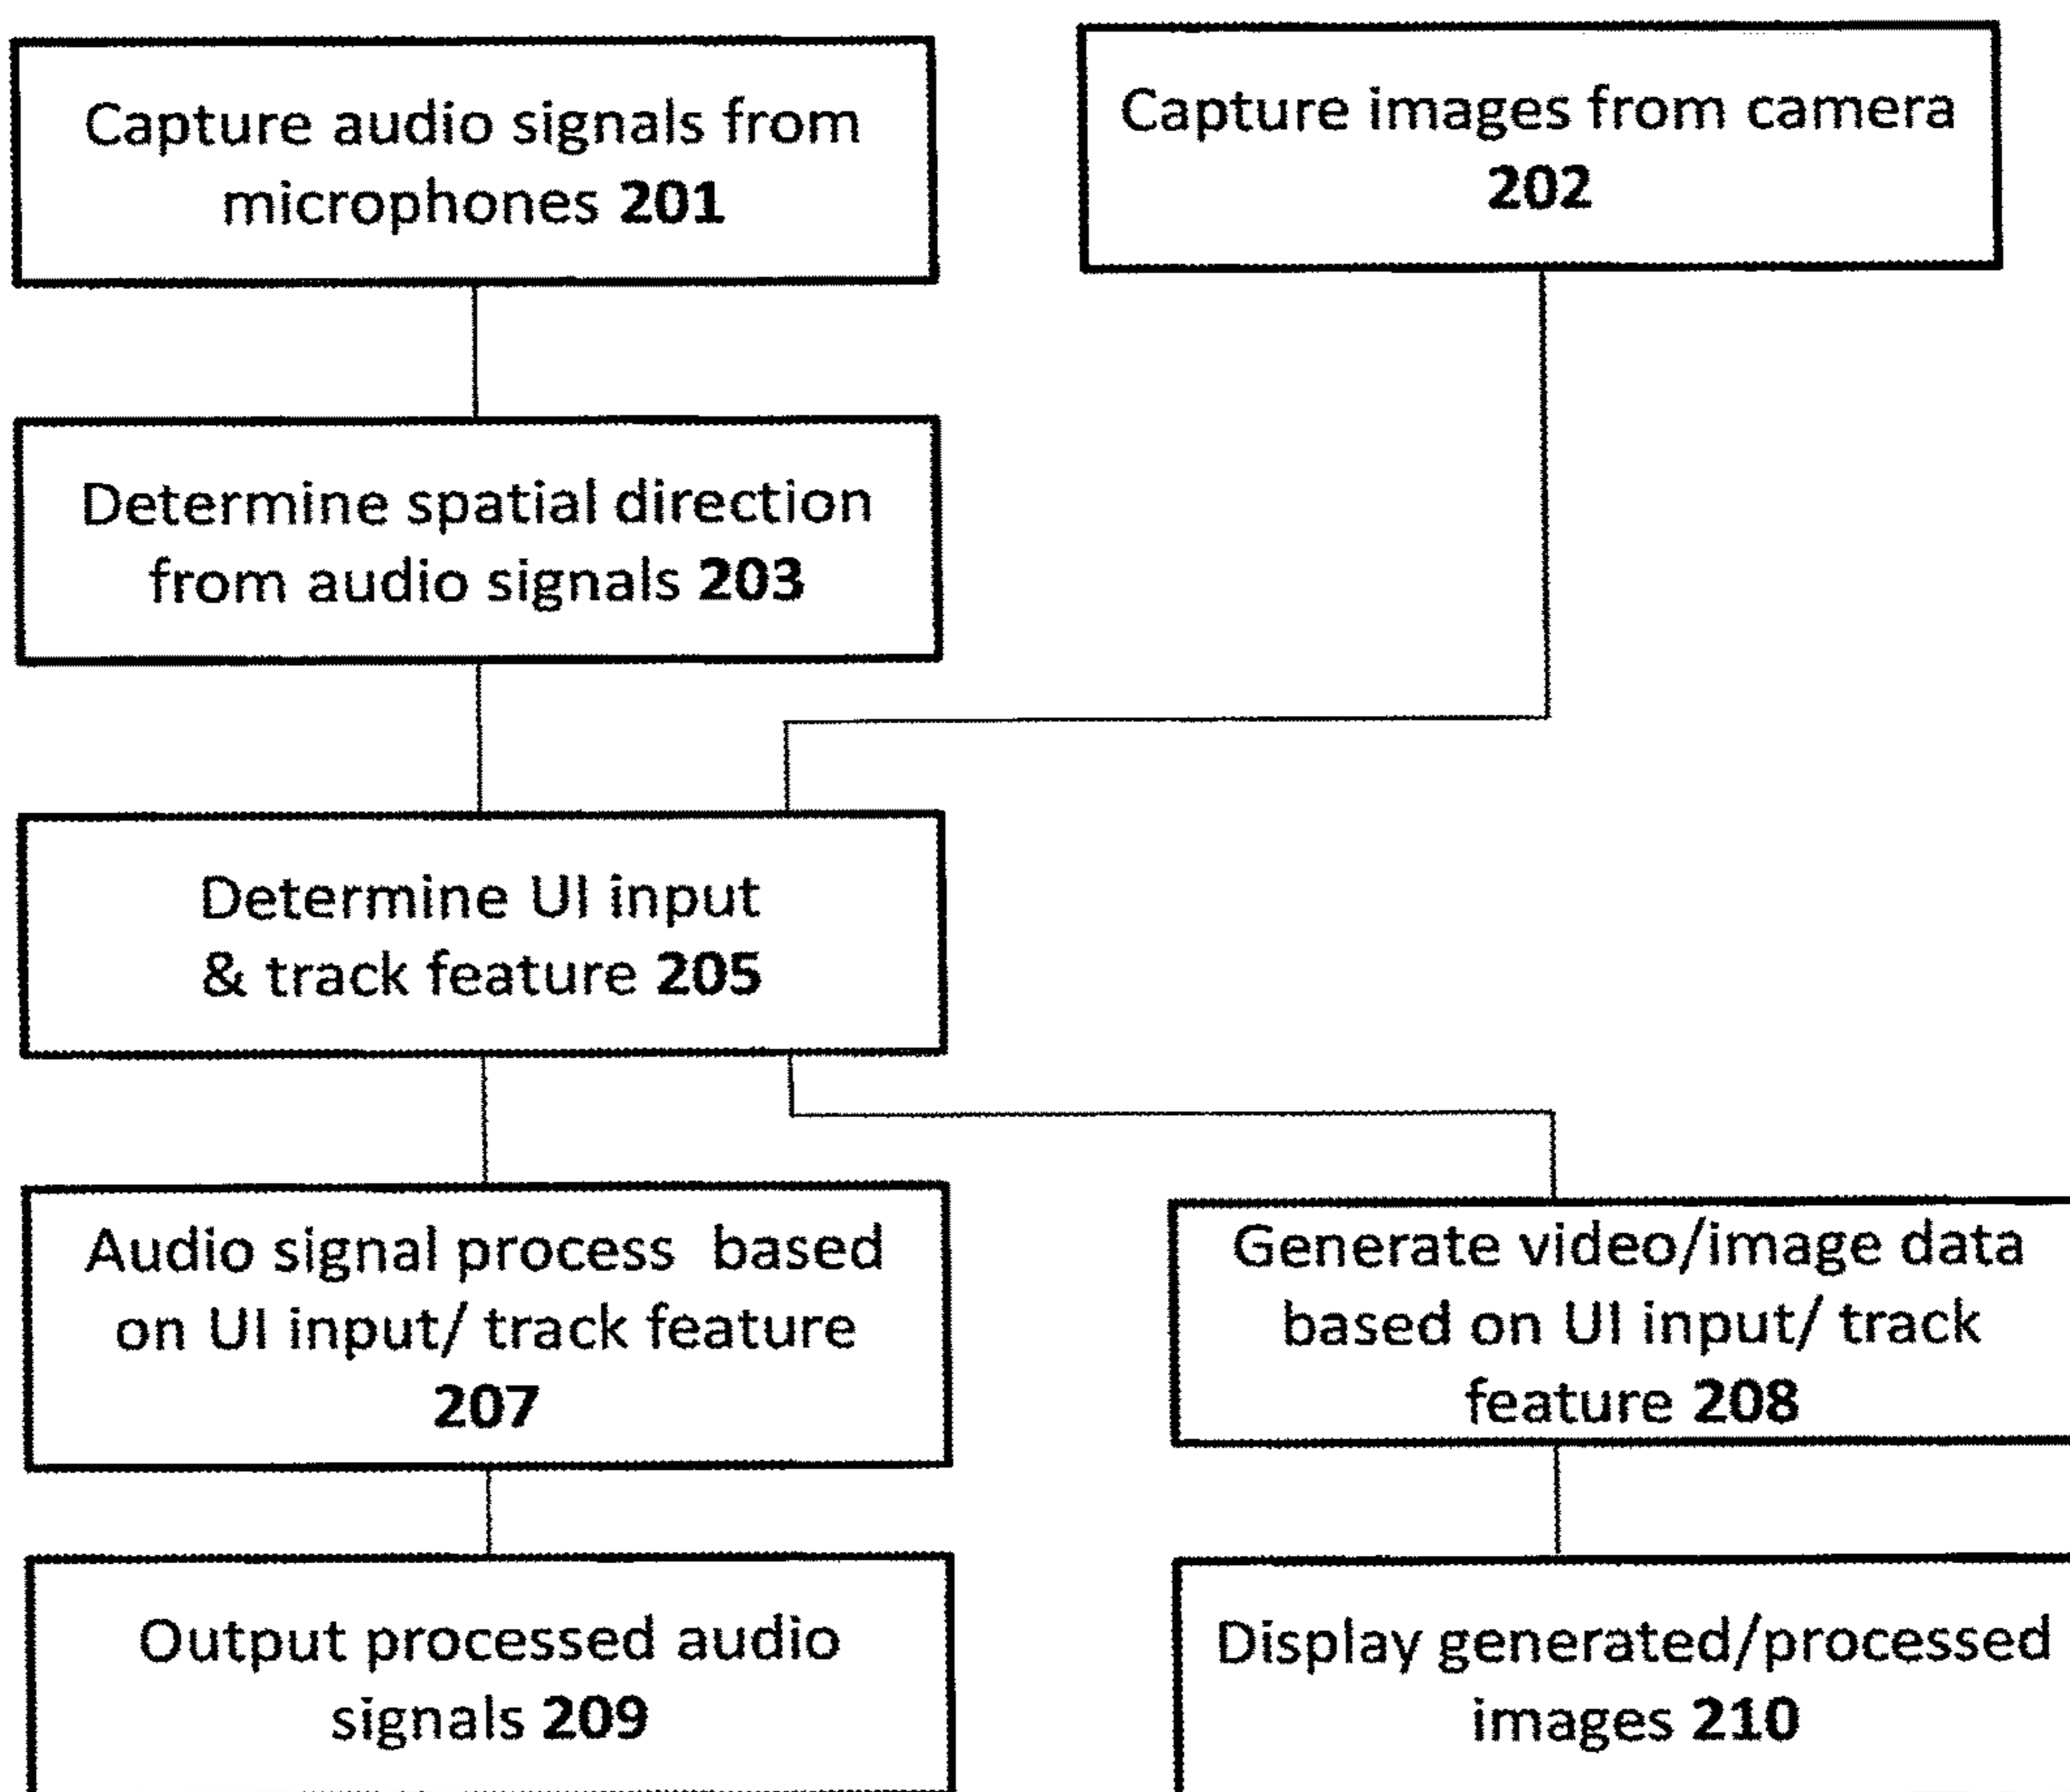 Capture audio signals from
microphones 201
Capture images from camera
202
Determine spatial direction
from audio signals 203
Determine UI input
& track feature 205
Audio signal process based
on UI input/ track feature
207
Generate video/image data
based on UI input/ track
feature 208
Output processed audio
signals 209
Display generated/processed
images 210